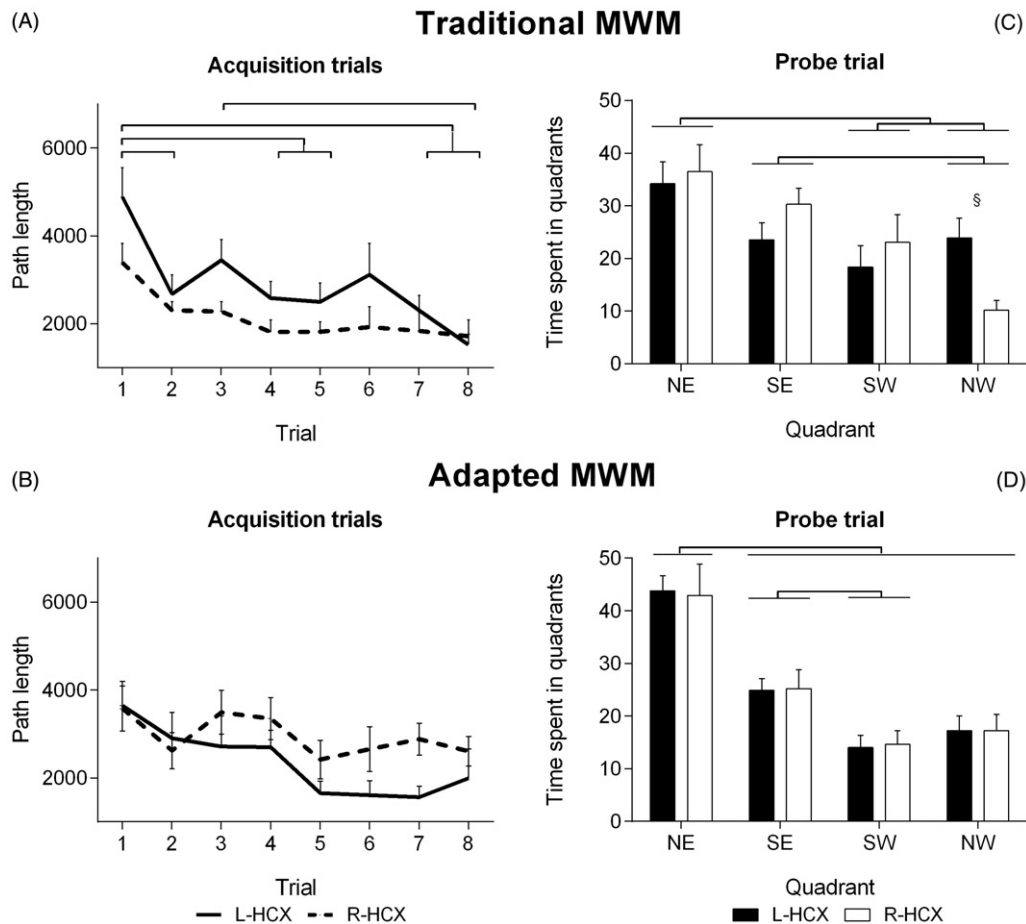 (A)
Traditional MWM
(C)
Acquisition trials
Probe trial
Path length
6000
4000
2000
1 2 3 4 5 6 7 8
Trial
Time spent in quadrants
50
40
30
20
10
0
§
NE SE SW NW
Quadrant
(B)
Adapted MWM
(D)
Acquisition trials
Probe trial
Path length
6000
4000
2000
1 2 3 4 5 6 7 8
Trial
L-HCX R-HCX
Time spent in quadrants
50
40
30
20
10
0
NE SE SW NW
Quadrant
L-HCX R-HCX